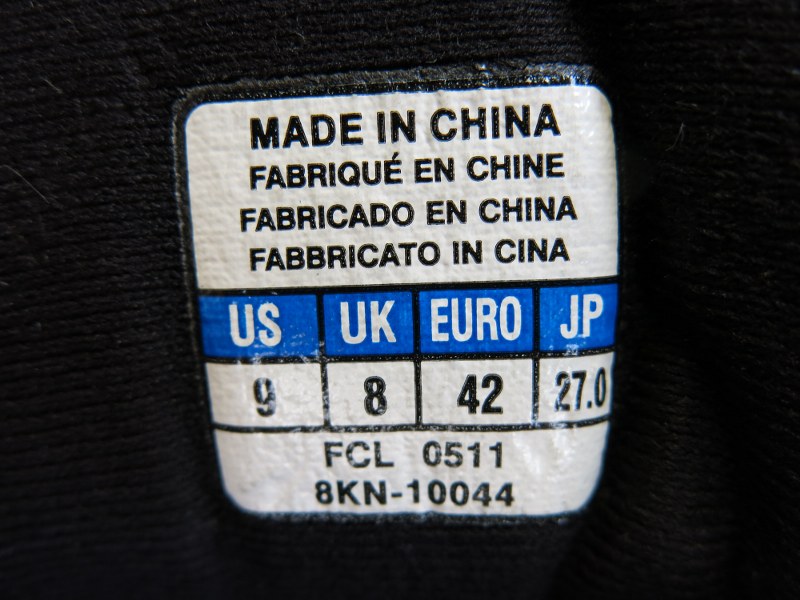 MADE IN CHINA
FABRIQUÉ EN CHINE
FABRICADO EN CHINA
FABBRICATO IN CINA
US UK EURO JP
9 8 42 27.0
FCL 0511
8KN-10044